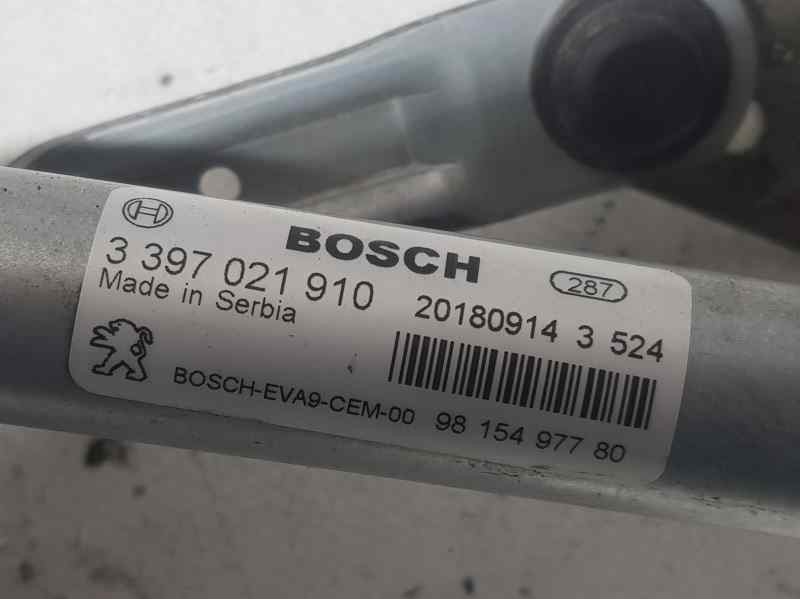 BOSCH
287
3 397 021 910
20180914 3 524
Made in Serbia
BOSCH-EVA9-CEM-00 98 154 977 80